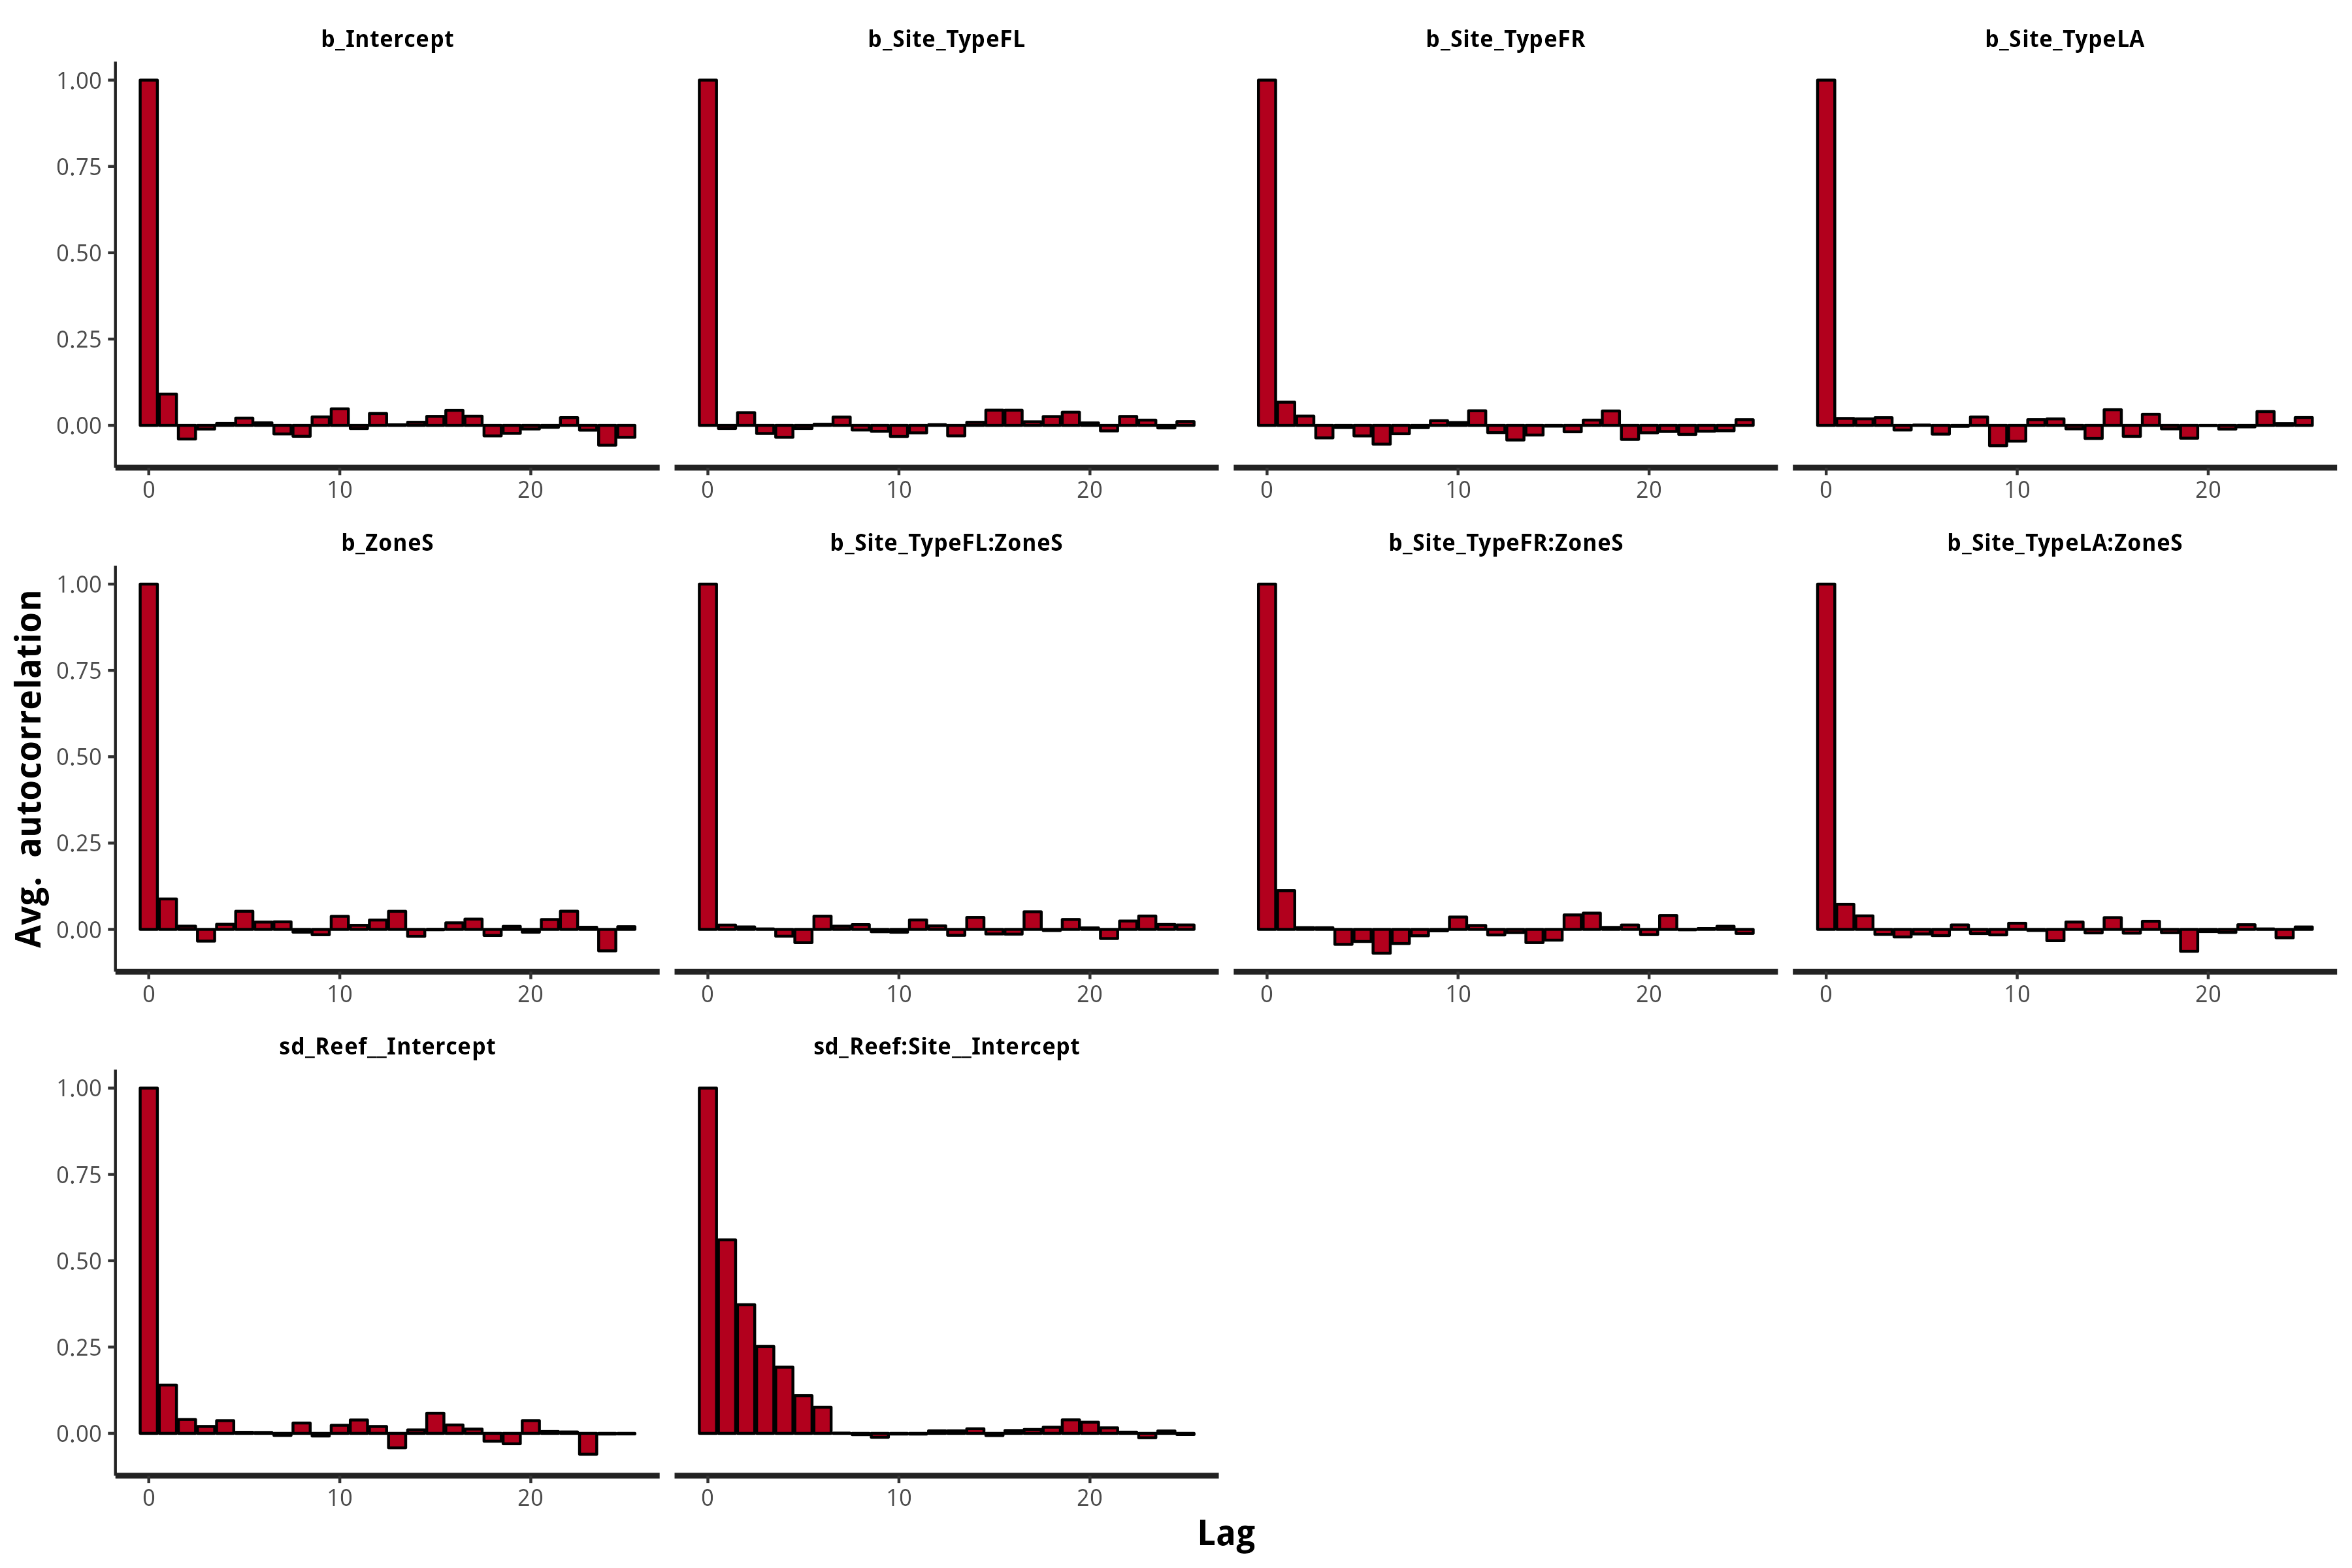 b_Intercept b_Site_TypeFL b_Site_TypeFR b_Site_TypeLA
1.00
0.75
0.50
0.25
0.00
0 10 20 0 10 20 0 10 20 0 10 20
b_ZoneS b_Site_TypeFL:ZoneS b_Site_TypeFR:ZoneS b_Site_TypeLA:ZoneS
Avg. autocorrelation
1.00
0.75
0.50
0.25
0.00
0 10 20 0 10 20 0 10 20 0 10 20
sd_Reef__Intercept sd_Reef:Site__Intercept
1.00
0.75
0.50
0.25
0.00
0 10 20 0 10 20
Lag